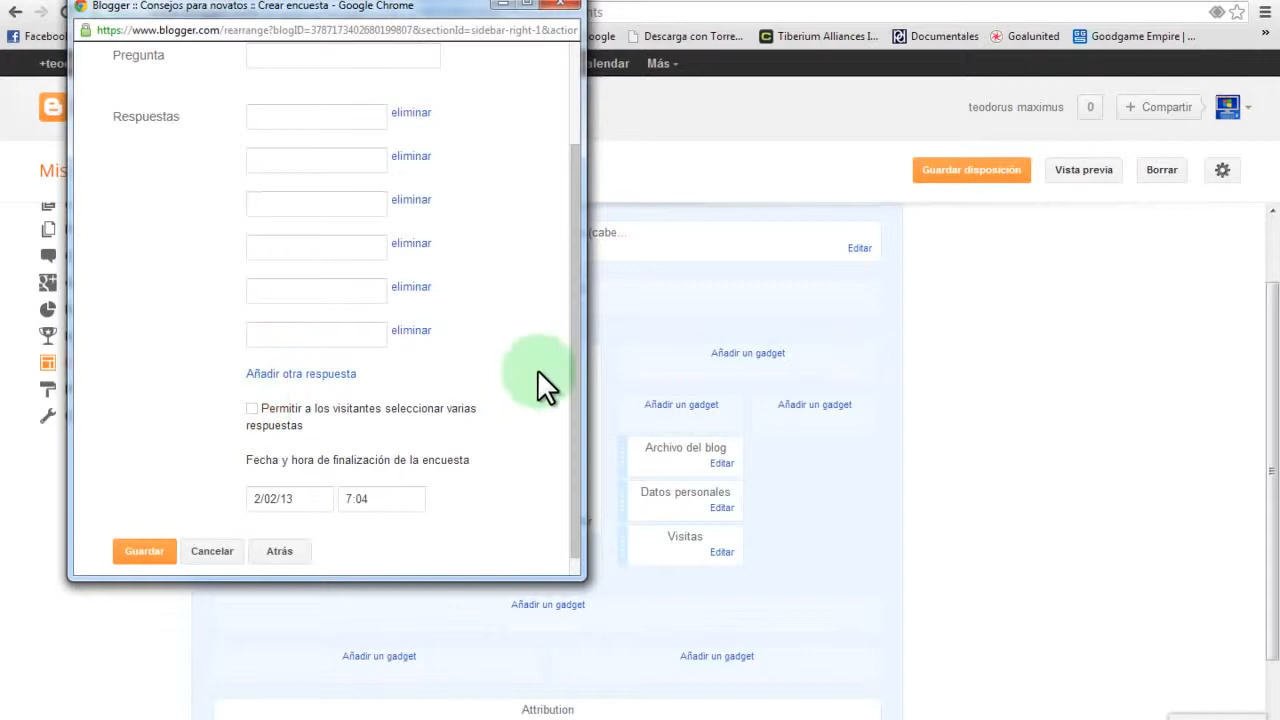 Blogger :: Consejos para novatos :: Crear encuesta - Google Chrome
https://www.blogger.com/rearrange?blogID=3787173402680199807&sectionId=sidebar-right-1&action
Facebook
Descarga con Torre...
Tiberium Alliances I...
Documentales
Goalunited
Goodgame Empire |...
»
Más
teodorus maximus
0
+ Compartir
Guardar disposición
Vista previa
Borrar
Pregunta
Respuestas
eliminar
eliminar
eliminar
eliminar
eliminar
eliminar
Añadir otra respuesta
Permitir a los visitantes seleccionar varias
respuestas
Fecha y hora de finalización de la encuesta
2/02/13
7:04
Guardar
Cancelar
Atrás
(cabe...
Editar
Añadir un gadget
Añadir un gadget
Añadir un gadget
Archivo del blog
Editar
Datos personales
Editar
Visitas
Editar
Añadir un gadget
Añadir un gadget
Añadir un gadget
Attribution